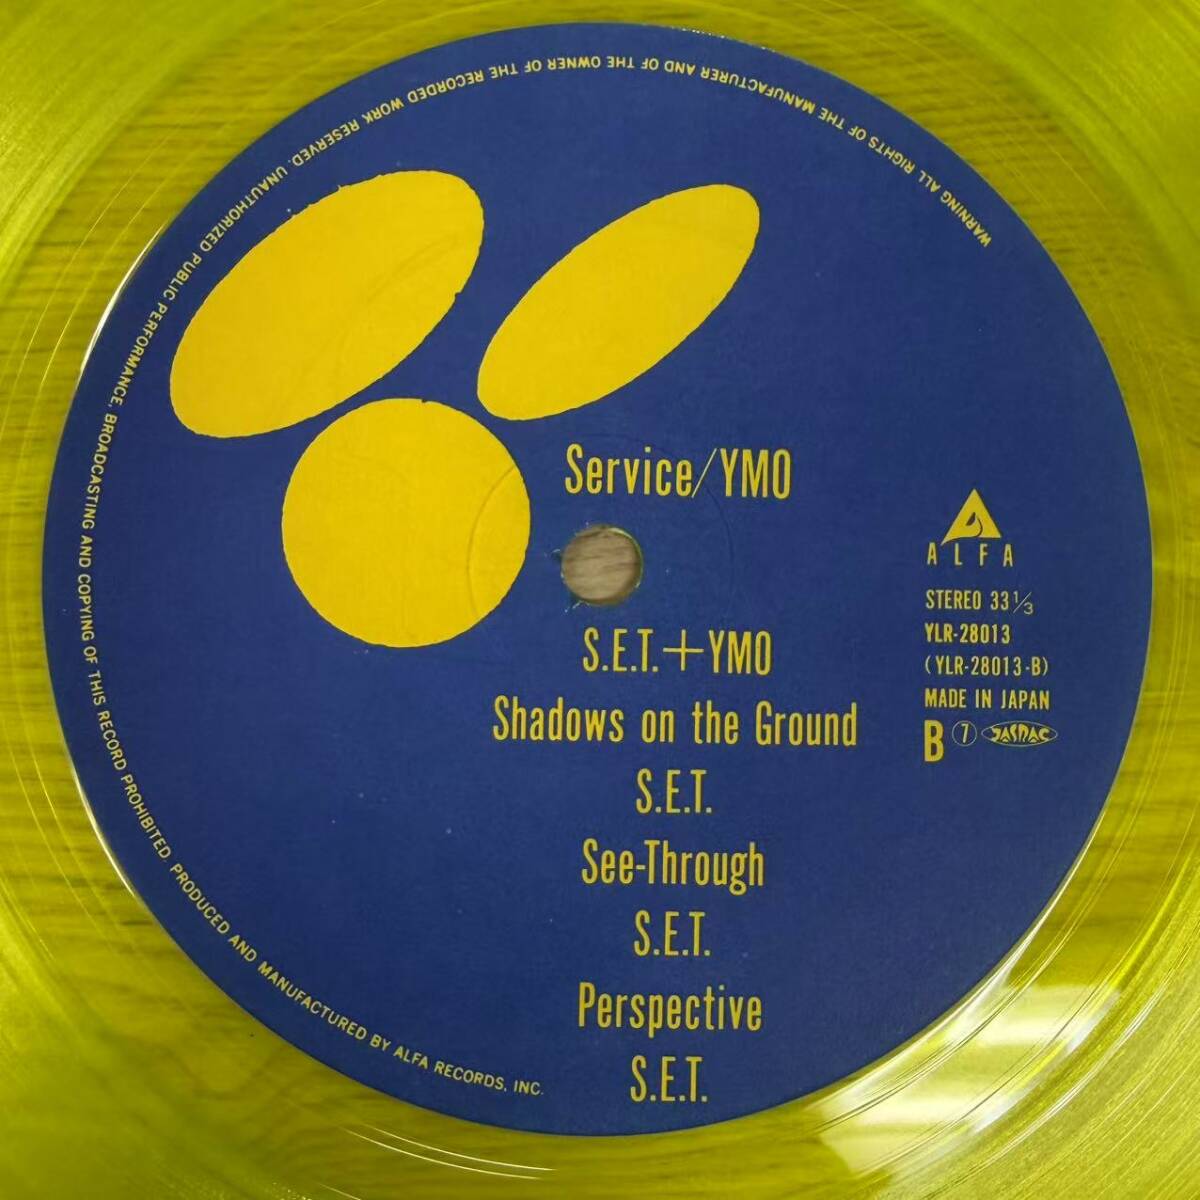 Service/YMO
S.E.T.+YMO
Shadows on the Ground
S.E.T.
See-Through
S.E.T.
Perspective
S.E.T.
ALFA
STEREO 33 1/3
YLR-28013
(YLR-28013-B)
MADE IN JAPAN
B 7 JASRAC
WARNING ALL RIGHTS OF THE MANUFACTURER AND OF THE OWNER OF THE RECORDED WORK RESERVED. UNAUTHORIZED PUBLIC PERFORMANCE, BROADCASTING AND COPYING OF THIS RECORD PROHIBITED. PRODUCED AND MANUFACTURED BY ALFA RECORDS, INC.